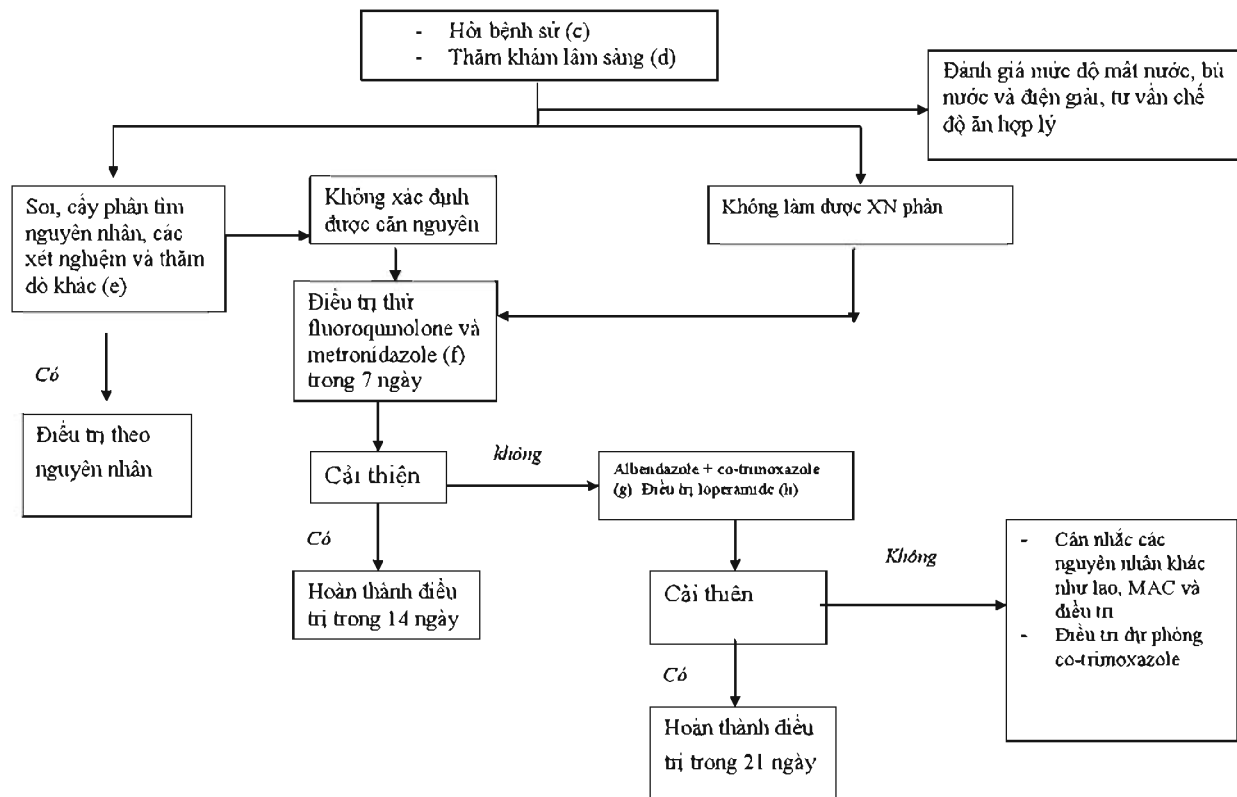 - Hỏi bệnh sử (c)
- Thăm khám lâm sàng (d)
Đánh giá mức độ mất nước, bù
nước và điện giải, tư vấn chế
độ ăn hợp lý
Soi, cấy phân tìm
nguyên nhân, các
xét nghiệm và thăm
dò khác (e)
Không xác định
được căn nguyên
Không làm được XN phân
Điều trị thử
fluoroquinolone và
metronidazole (f)
trong 7 ngày
Có
Điều trị theo
nguyên nhân
Cải thiện
không
Albendazole + co-trimoxazole
(g) Điều trị loperamide (h)
Có
Hoàn thành điều
trị trong 14 ngày
Cải thiên
Không
- Cân nhắc các
nguyên nhân khác
như lao, MAC và
điều trị
- Điều trị dự phòng
co-trimoxazole
Có
Hoàn thành điều
trị trong 21 ngày